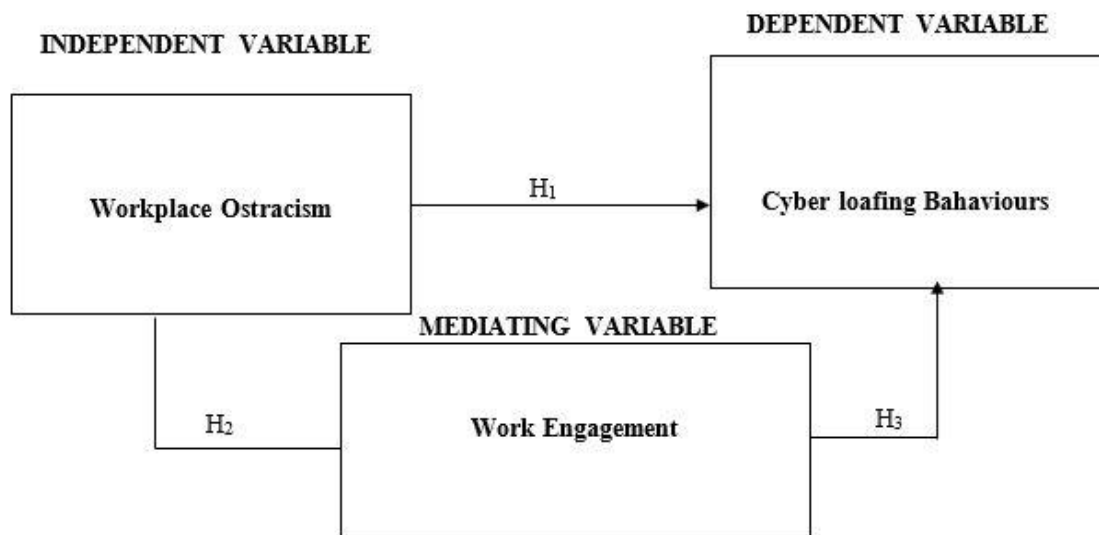 INDEPENDENT VARIABLE
DEPENDENT VARIABLE
Workplace Ostracism
H₁
Cyber loafing Bahaviours
MEDIATING VARIABLE
H₂
Work Engagement
H₃